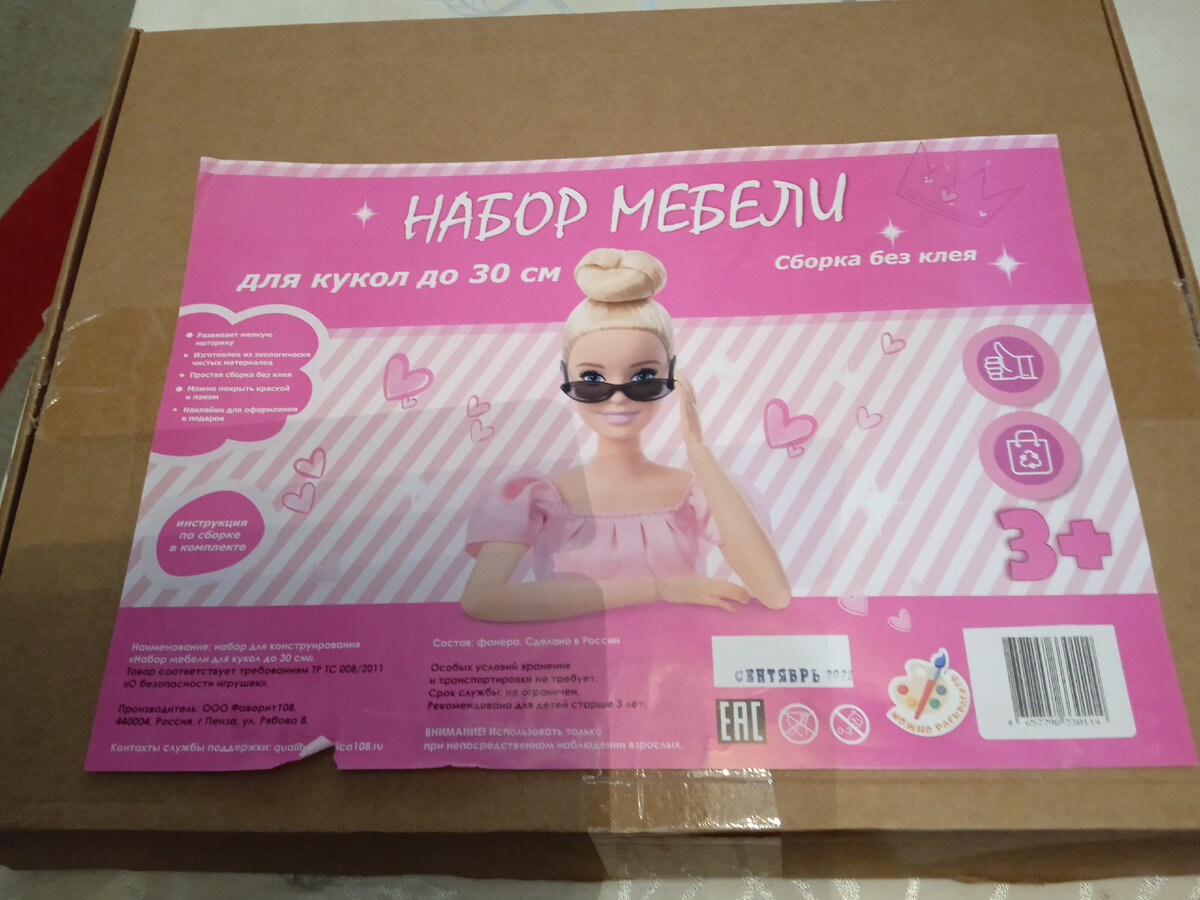 НАБОР МЕБЕЛИ
для кукол до 30 см
Сборка без клея
Развивает мелкую
моторику
Изготовлен из экологически
чистых материалов
Простая сборка без клея
Можно покрыть краской
и лаком
Наклейки для оформления
в подарок
инструкция
по сборке
в комплекте
3+
Наименование: набор для конструирования
«Набор мебели для кукол до 30 см».
Товар соответствует требованиям ТР ТС 008/2011
«О безопасности игрушек».
Производитель: ООО Фаворит108,
440004, Россия, г Пенза, ул. Рябова 8.
Контакты службы поддержки:
Состав: фанера. Сделано в России
Особых условий хранения
и транспортировки не требует.
Срок службы: не ограничен.
Рекомендовано для детей старше 3 лет.
ВНИМАНИЕ! Использовать только
при непосредственном наблюдении взрослых.
СЕНТЯБРЬ
EAC
0-3
МОЖНО РАСКРАСИТЬ